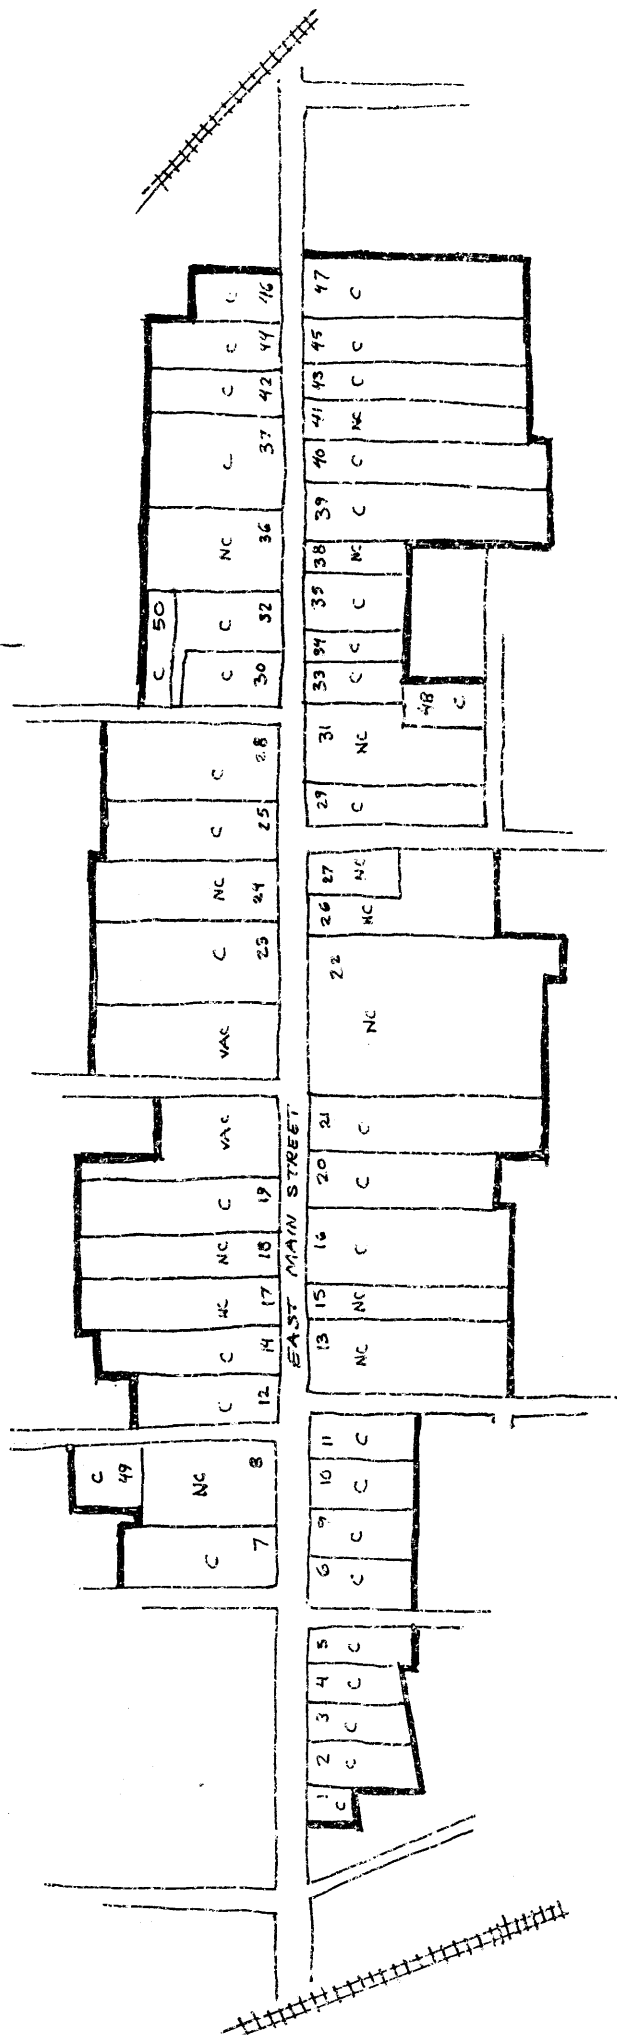 46 C
44 C
42 C
37 C
36 NC
50 C
32 C
30 C
28 C
25 C
24 NC
23 C
VAC
VAC
19 C
18 NC
17 NC
14 C
12 C
8 NC
49 C
7 C
EAST MAIN STREET
47 C
45 C
43 C
41 NC
40 C
39 C
38 NC
35 C
34 C
33 C
48 C
31 NC
29 C
27 NC
26 NC
22 NC
21 C
20 C
16 C
15 NC
13 NC
11 C
10 C
9 C
6 C
5 C
4 C
3 C
2 C
1 C